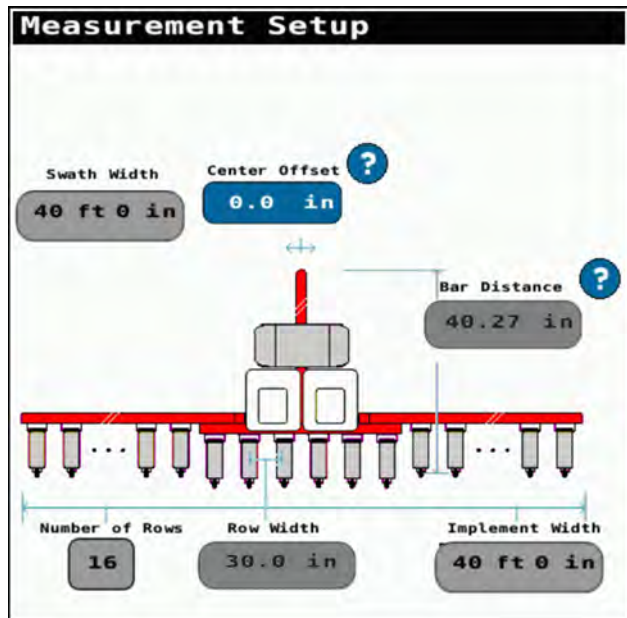 Measurement Setup
Swath Width
40 ft 0 in
Center Offset
?
0.0 in
Bar Distance
?
40.27 in
...
...
Number of Rows
16
Row Width
30.0 in
Implement Width
40 ft 0 in